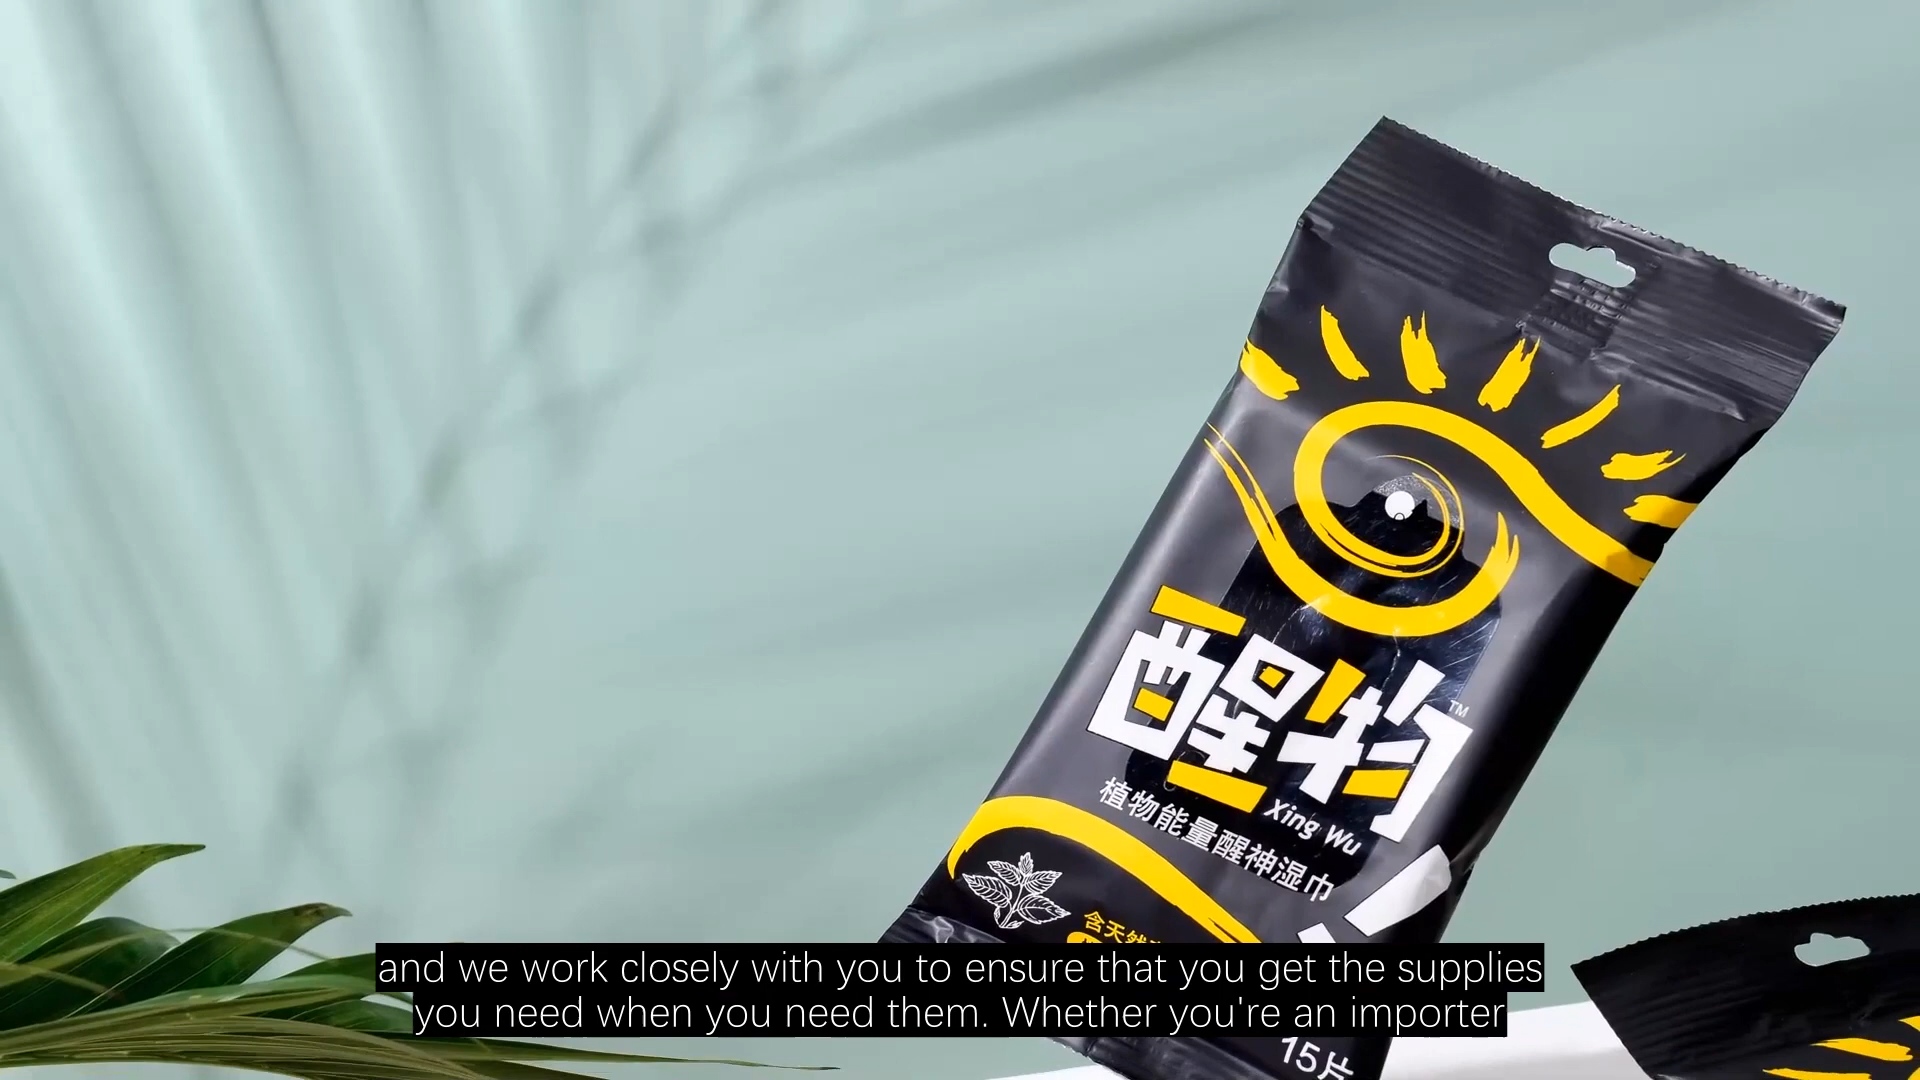 醒物
TM
Xing Wu
植物能量醒神湿巾
含天然
and we work closely with you to ensure that you get the supplies
you need when you need them. Whether you're an importer
15片